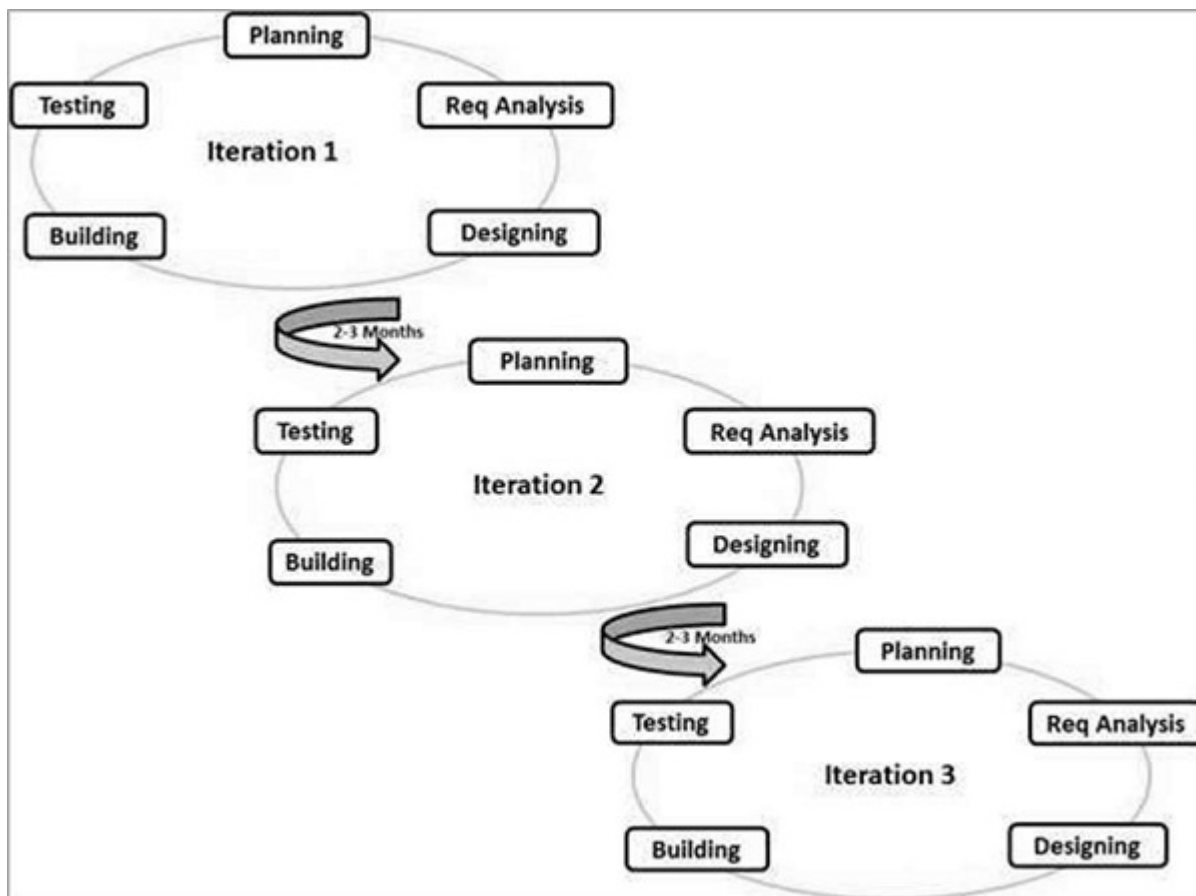 Planning
Testing
Req Analysis
Iteration 1
Building
Designing
2-3 Months
Planning
Testing
Req Analysis
Iteration 2
Building
Designing
2-3 Months
Planning
Testing
Req Analysis
Iteration 3
Building
Designing